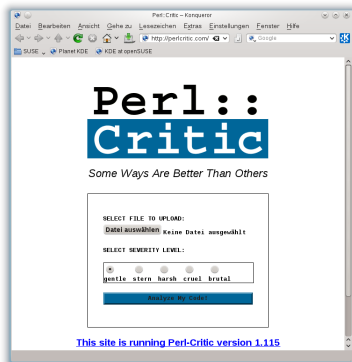 Perl::Critic – Konqueror
Datei Bearbeiten Ansicht Gehe zu Lesezeichen Extras Einstellungen Fenster Hilfe
http://perlcritic.com/ Google
SUSE Planet KDE KDE at openSUSE
Perl::
Critic
Some Ways Are Better Than Others
SELECT FILE TO UPLOAD:
Datei auswählen Keine Datei ausgewählt
SELECT SEVERITY LEVEL:
gentle stern harsh cruel brutal
Analyze My Code!
This site is running Perl-Critic version 1.115